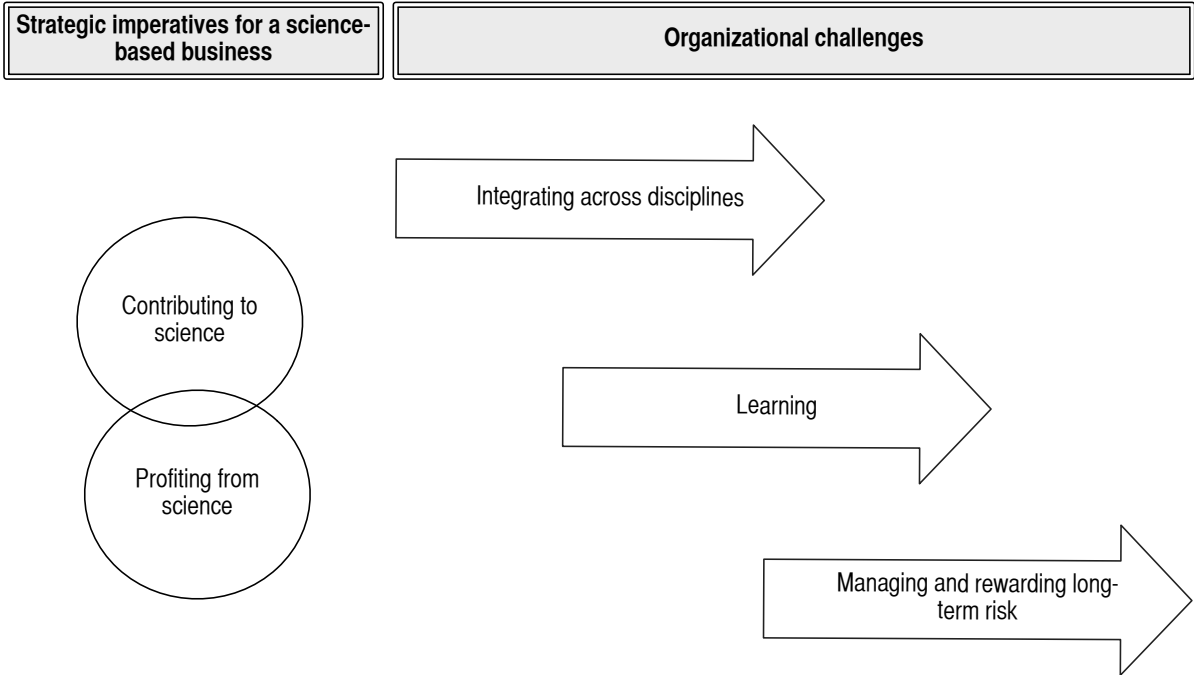 Strategic imperatives for a science-
based business
Organizational challenges
Integrating across disciplines
Contributing to
science
Learning
Profiting from
science
Managing and rewarding long-
term risk